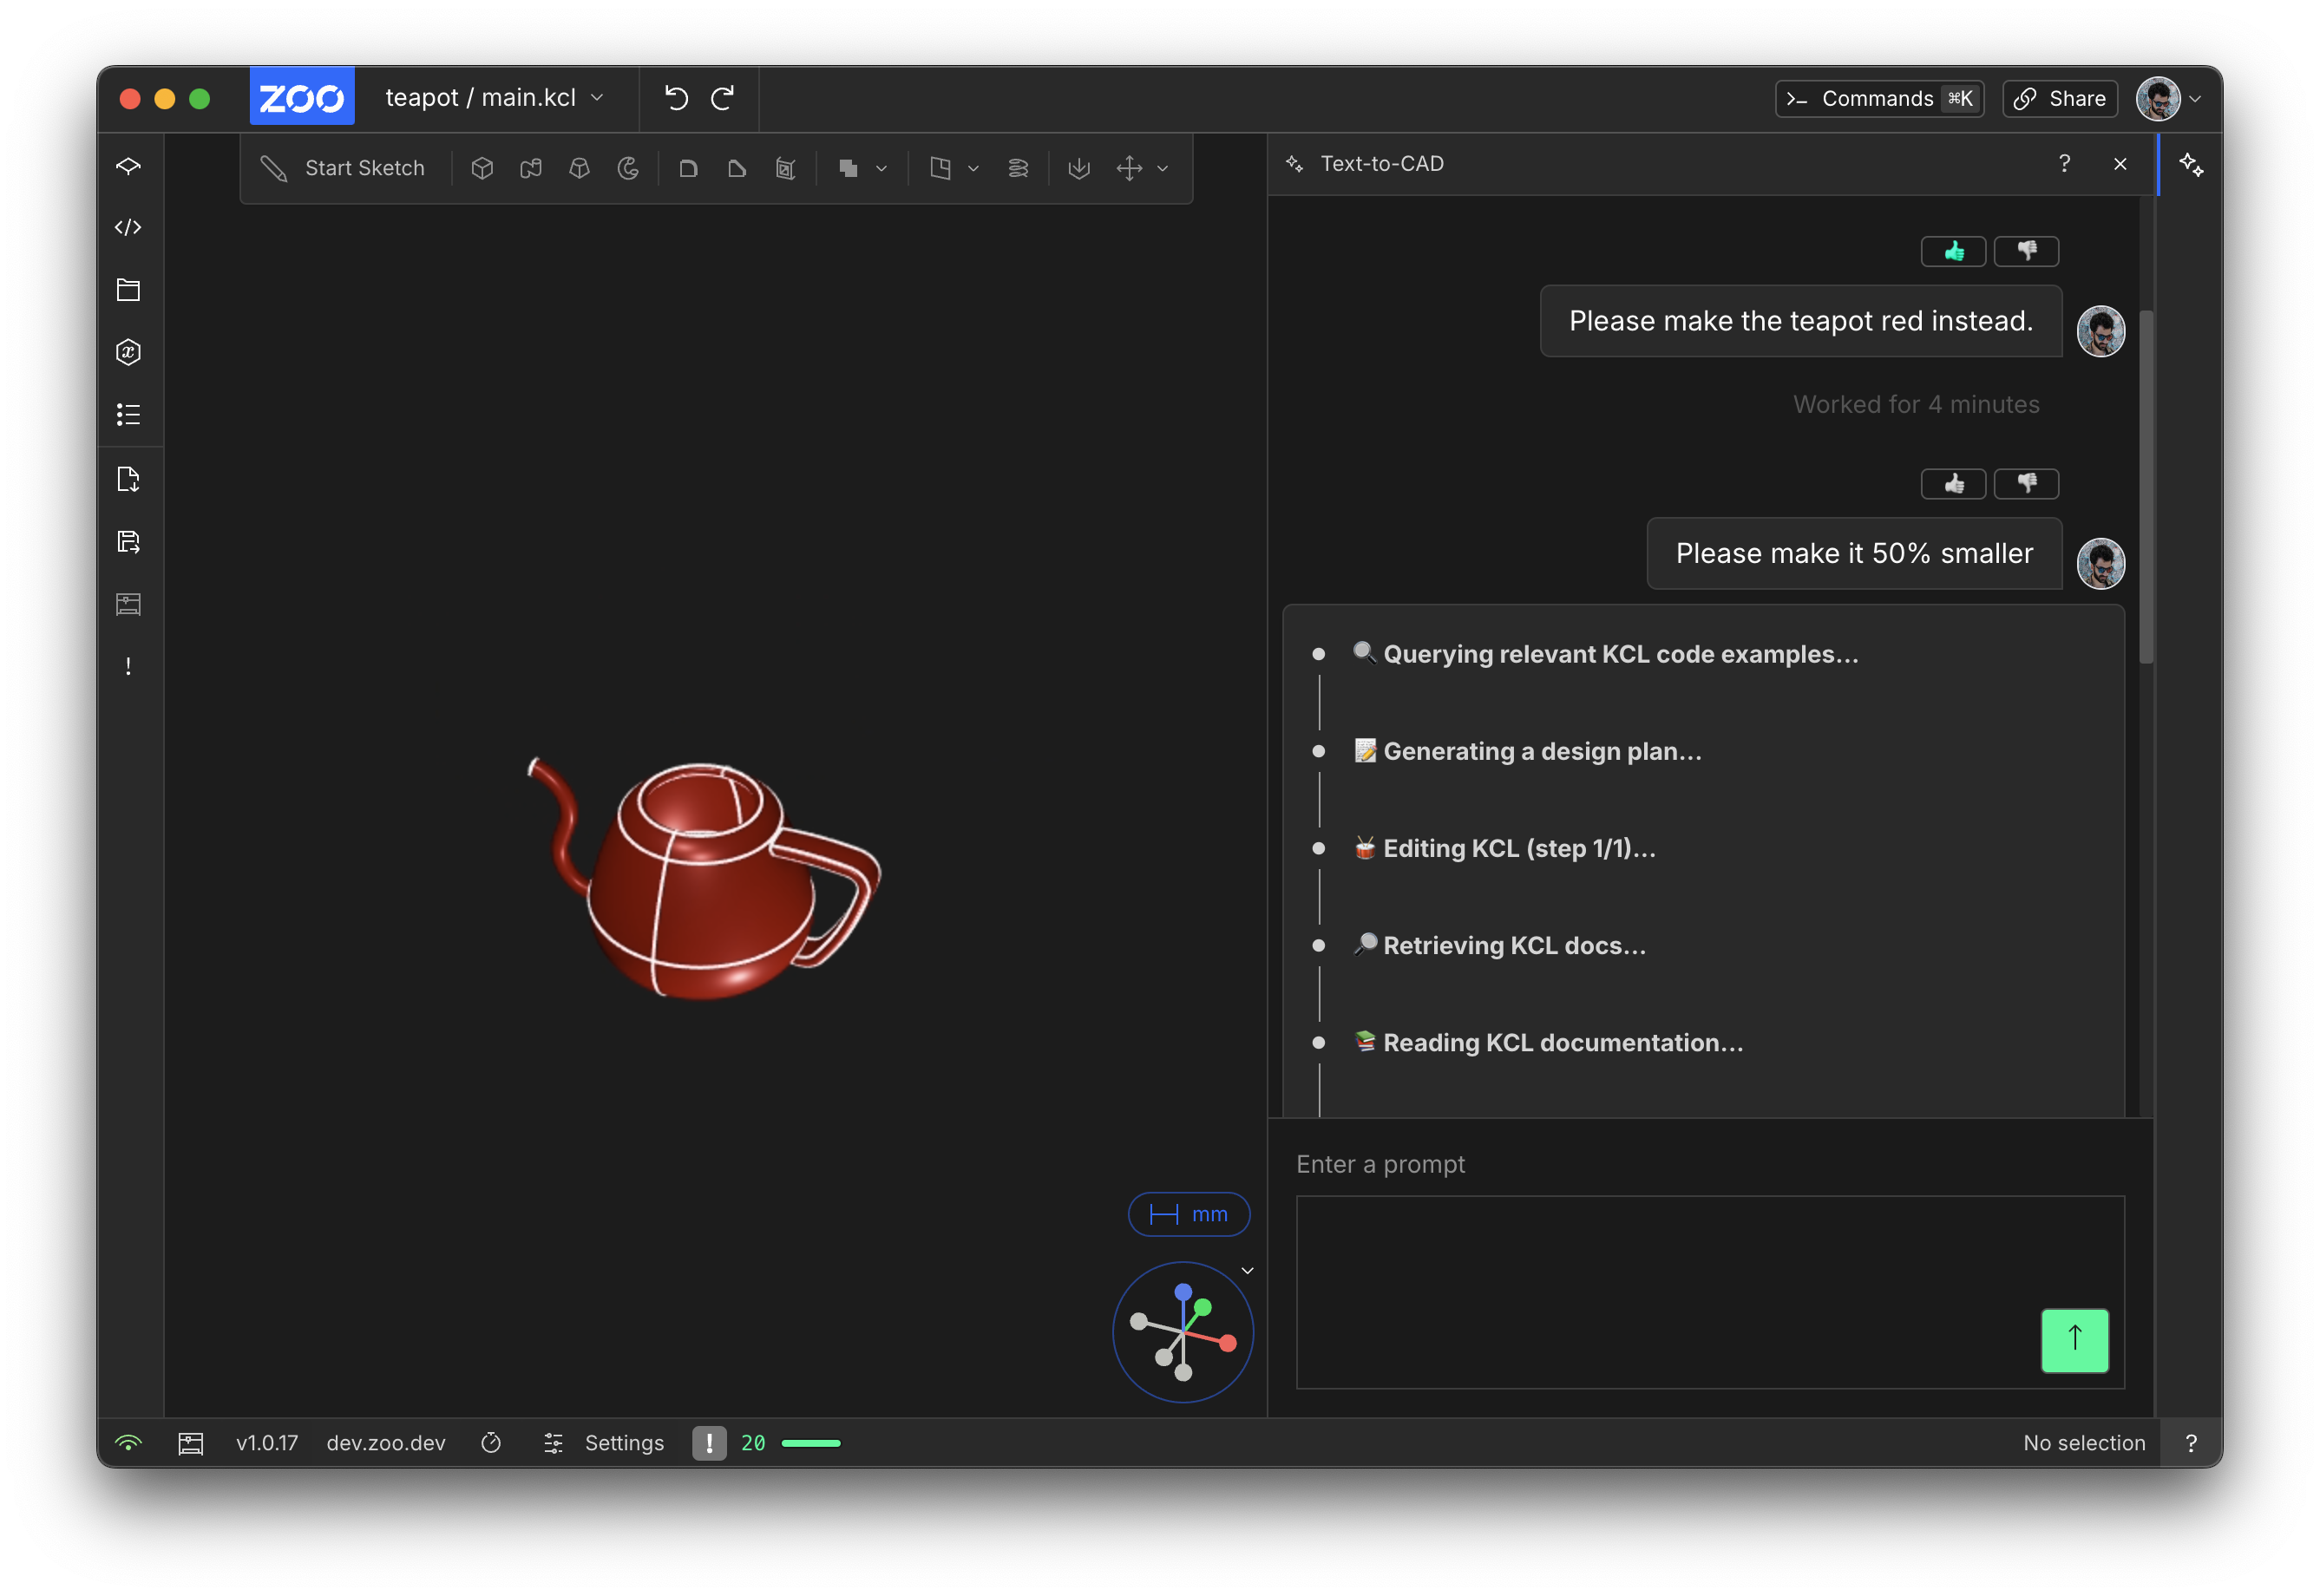 ZOO
teapot / main.kcl
Commands ⌘K
Share
Start Sketch
Text-to-CAD
?
Please make the teapot red instead.
Worked for 4 minutes
Please make it 50% smaller
🔍 Querying relevant KCL code examples...
📝 Generating a design plan...
🥁 Editing KCL (step 1/1)...
🔎 Retrieving KCL docs...
📚 Reading KCL documentation...
Enter a prompt
mm
v1.0.17
dev.zoo.dev
Settings
!
20
No selection
?